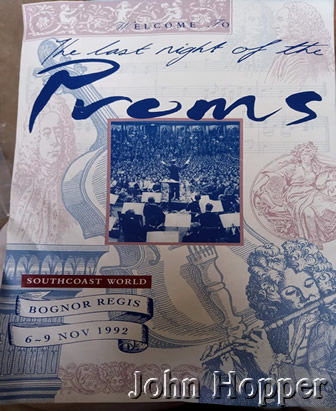 WELCOME TO
The last night of the
Proms
SOUTHCOAST WORLD
BOGNOR REGIS
6~9 NOV 1992
John Hopper